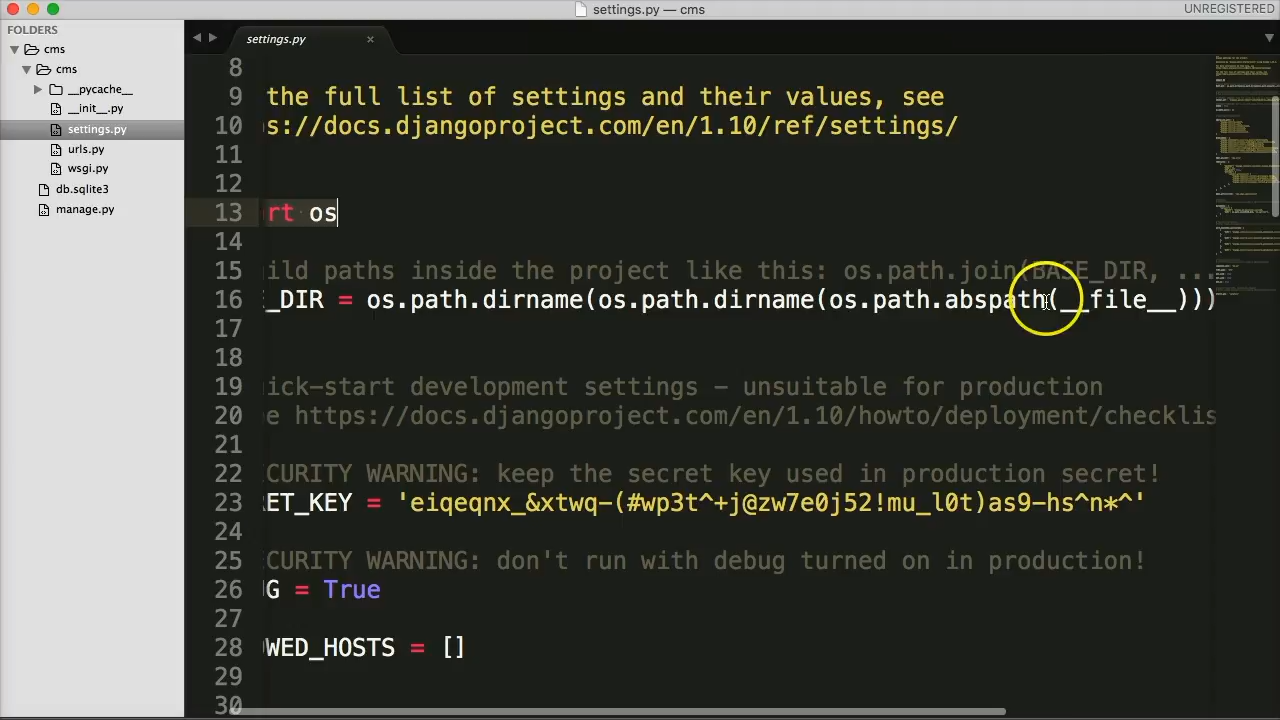 settings.py — cms
UNREGISTERED
FOLDERS
cms
cms
__pycache__
__init__.py
settings.py
urls.py
wsgi.py
db.sqlite3
manage.py
settings.py
8
9 the full list of settings and their values, see
10 s://docs.djangoproject.com/en/1.10/ref/settings/
11
12
13 rt os
14
15 ild paths inside the project like this: os.path.join(BASE_DIR, ...
16 _DIR = os.path.dirname(os.path.dirname(os.path.abspath(__file__)))
17
18
19 ick-start development settings - unsuitable for production
20 e https://docs.djangoproject.com/en/1.10/howto/deployment/checklis
21
22 CURITY WARNING: keep the secret key used in production secret!
23 RET_KEY = 'eiqeqnx_&xtwq-(#wp3t^+j@zw7e0j52!mu_l0t)as9-hs^n*^'
24
25 CURITY WARNING: don't run with debug turned on in production!
26 G = True
27
28 OWED_HOSTS = []
29
30